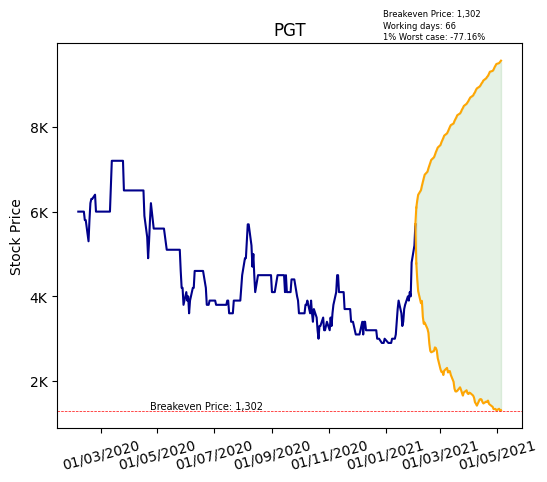 Breakeven Price: 1,302
Working days: 66
1% Worst case: -77.16%
PGT
Stock Price
8K
6K
4K
2K
Breakeven Price: 1,302
01/03/2020
01/05/2020
01/07/2020
01/09/2020
01/11/2020
01/01/2021
01/03/2021
01/05/2021